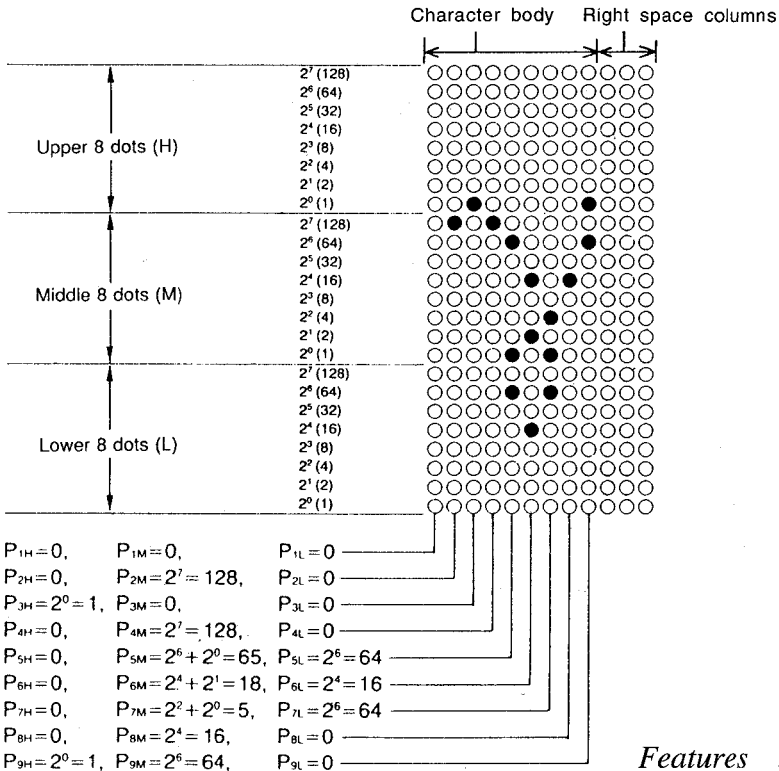 Character body Right space columns
2⁷ (128)
2⁶ (64)
2⁵ (32)
2⁴ (16)
Upper 8 dots (H) 2³ (8)
2² (4)
2¹ (2)
2⁰ (1)
2⁷ (128)
2⁶ (64)
2⁵ (32)
2⁴ (16)
Middle 8 dots (M) 2³ (8)
2² (4)
2¹ (2)
2⁰ (1)
2⁷ (128)
2⁶ (64)
2⁵ (32)
2⁴ (16)
Lower 8 dots (L) 2³ (8)
2² (4)
2¹ (2)
2⁰ (1)
P1H=0, P1M=0, P1L=0
P2H=0, P2M=2⁷=128, P2L=0
P3H=2⁰=1, P3M=0, P3L=0
P4H=0, P4M=2⁷=128, P4L=0
P5H=0, P5M=2⁶+2⁰=65, P5L=2⁶=64
P6H=0, P6M=2⁴+2¹=18, P6L=2⁴=16
P7H=0, P7M=2²+2⁰=5, P7L=2⁶=64
P8H=0, P8M=2⁴=16, P8L=0
P9H=2⁰=1, P9M=2⁶=64, P9L=0
Features